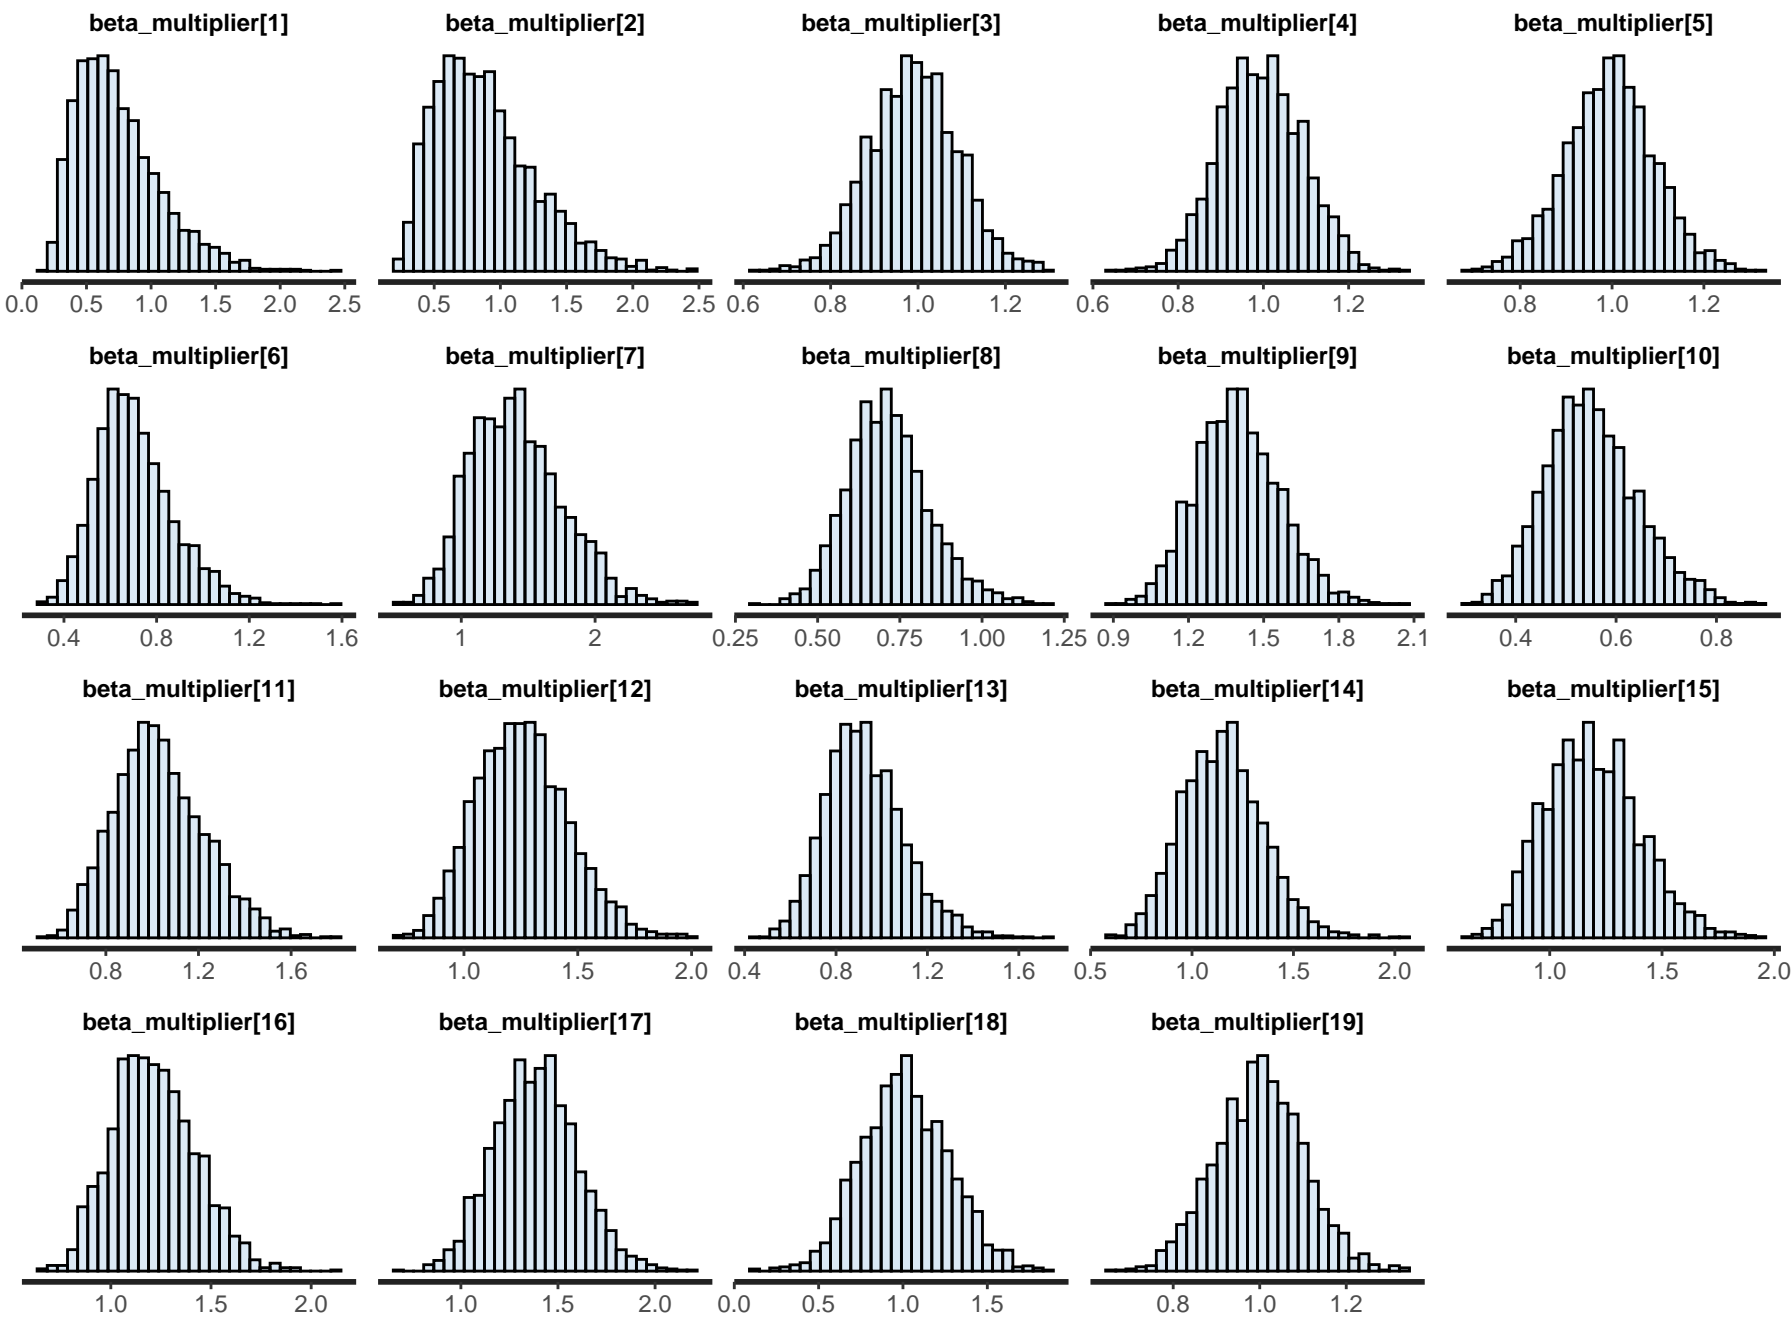 beta_multiplier[1] beta_multiplier[2] beta_multiplier[3] beta_multiplier[4] beta_multiplier[5]
0.0 0.5 1.0 1.5 2.0 2.5 0.5 1.0 1.5 2.0 2.5 0.6 0.8 1.0 1.2 0.6 0.8 1.0 1.2 0.8 1.0 1.2
beta_multiplier[6] beta_multiplier[7] beta_multiplier[8] beta_multiplier[9] beta_multiplier[10]
0.4 0.8 1.2 1.6 1 2 0.25 0.50 0.75 1.00 1.25 0.9 1.2 1.5 1.8 2.1 0.4 0.6 0.8
beta_multiplier[11] beta_multiplier[12] beta_multiplier[13] beta_multiplier[14] beta_multiplier[15]
0.8 1.2 1.6 1.0 1.5 2.0 0.4 0.8 1.2 1.6 0.5 1.0 1.5 2.0 1.0 1.5 2.0
beta_multiplier[16] beta_multiplier[17] beta_multiplier[18] beta_multiplier[19]
1.0 1.5 2.0 1.0 1.5 2.0 0.0 0.5 1.0 1.5 0.8 1.0 1.2